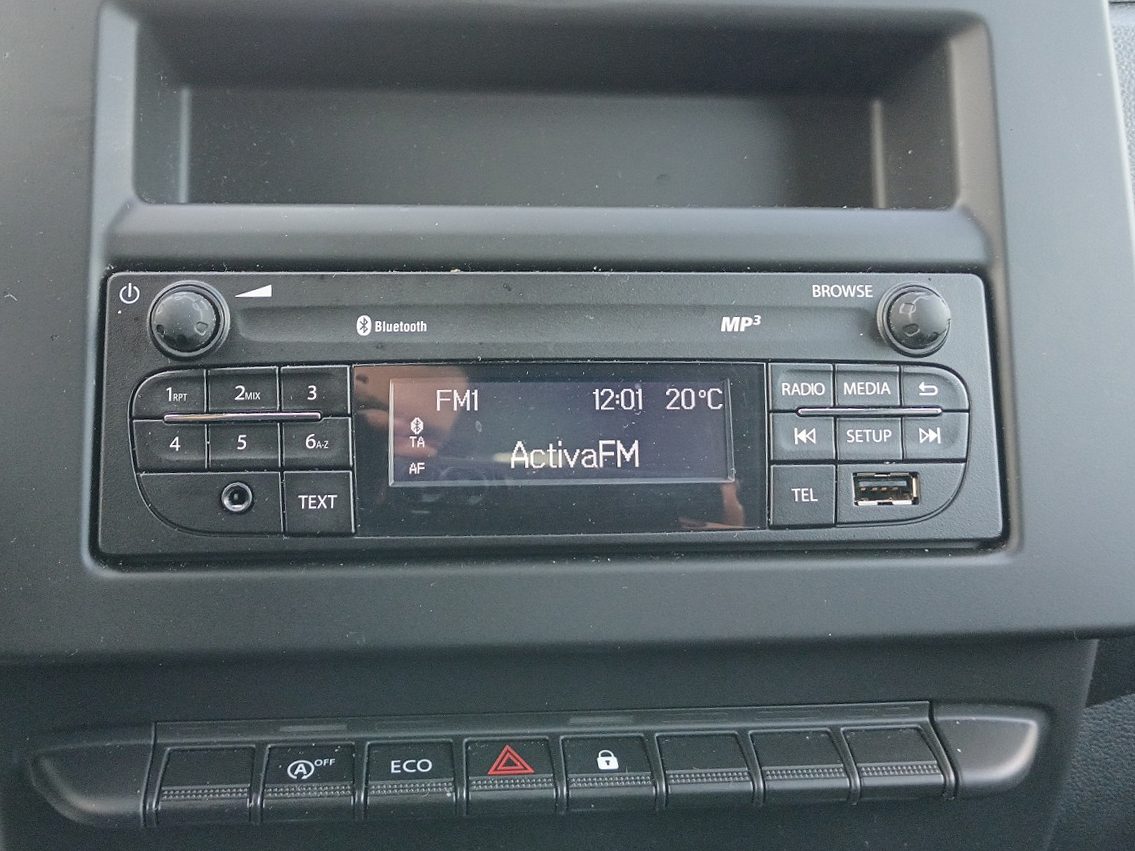 BROWSE
Bluetooth MP3
1RPT 2MIX 3
4 5 6A-Z
TEXT
FM1 12:01 20°C
TA
AF
ActivaFM
RADIO MEDIA
SETUP
TEL
A OFF
ECO